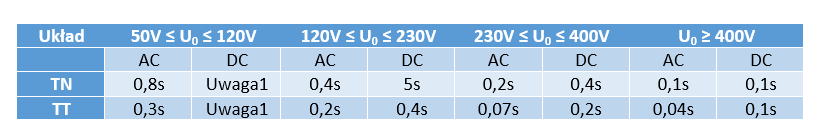 Układ 50V ≤ U₀ ≤ 120V 120V ≤ U₀ ≤ 230V 230V ≤ U₀ ≤ 400V U₀ ≥ 400V
AC DC AC DC AC DC AC DC
TN 0,8s Uwaga1 0,4s 5s 0,2s 0,4s 0,1s 0,1s
TT 0,3s Uwaga1 0,2s 0,4s 0,07s 0,2s 0,04s 0,1s